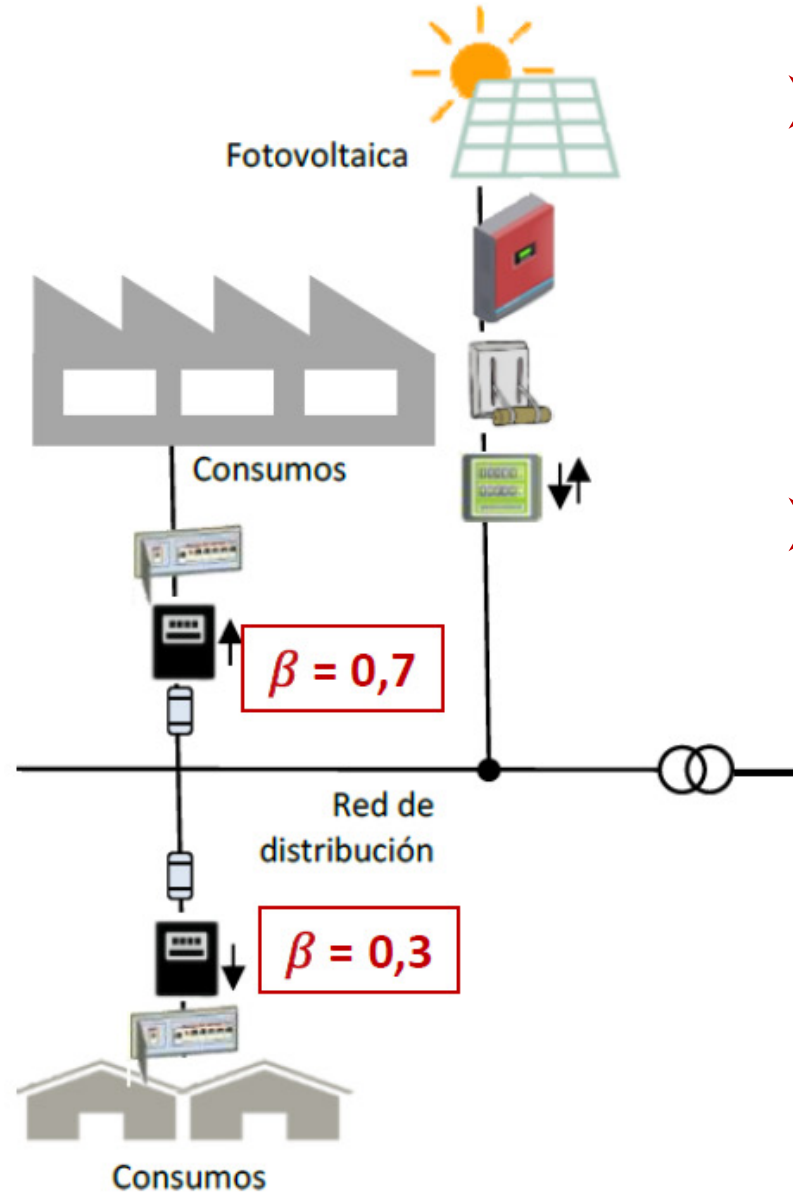 Fotovoltaica
Consumos
β = 0,7
Red de
distribución
β = 0,3
Consumos